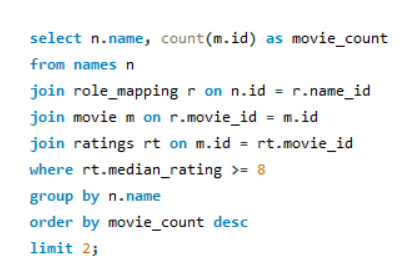 select n.name, count(m.id) as movie_count
from names n
join role_mapping r on n.id = r.name_id
join movie m on r.movie_id = m.id
join ratings rt on m.id = rt.movie_id
where rt.median_rating >= 8
group by n.name
order by movie_count desc
limit 2;